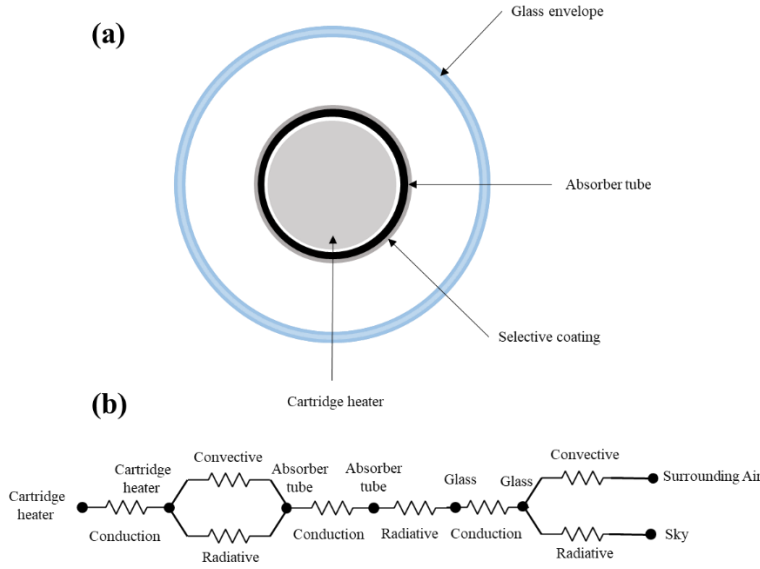 (a)
Glass envelope
Absorber tube
Selective coating
Cartridge heater
(b)
Cartridge
heater
Conduction
Cartridge
heater
Convective
Radiative
Absorber
tube
Conduction
Absorber
tube
Radiative
Glass
Conduction
Glass
Convective
Surrounding Air
Radiative
Sky